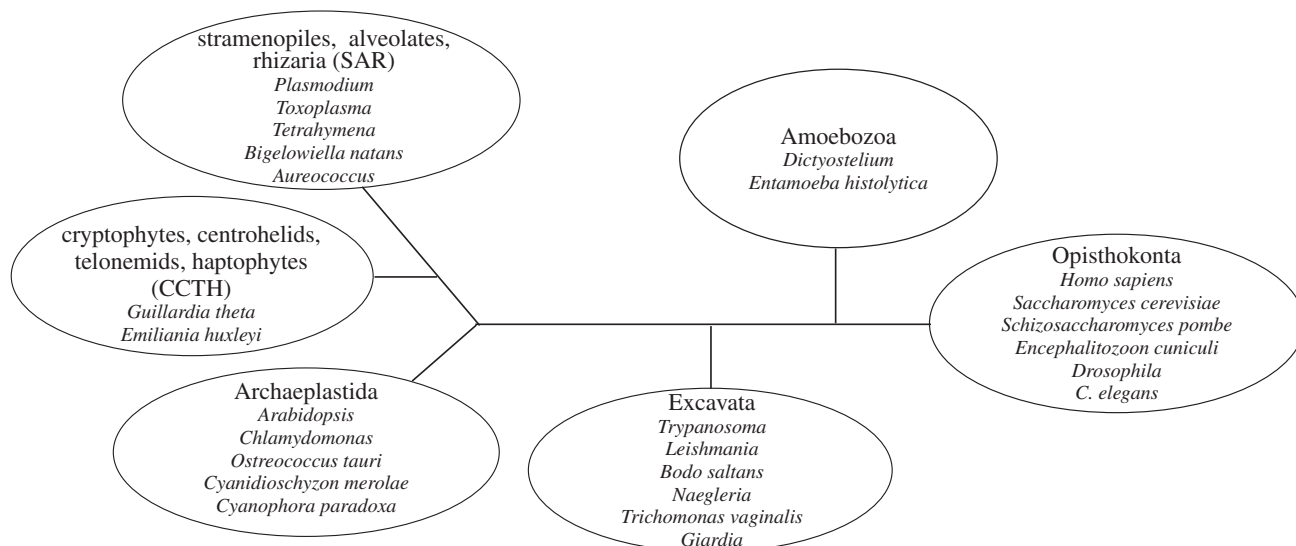 stramenopiles, alveolates,
rhizaria (SAR)
Plasmodium
Toxoplasma
Tetrahymena
Bigelowiella natans
Aureococcus
cryptophytes, centrohelids,
telonemids, haptophytes
(CCTH)
Guillardia theta
Emiliania huxleyi
Archaeplastida
Arabidopsis
Chlamydomonas
Ostreococcus tauri
Cyanidioschyzon merolae
Cyanophora paradoxa
Excavata
Trypanosoma
Leishmania
Bodo saltans
Naegleria
Trichomonas vaginalis
Giardia
Amoebozoa
Dictyostelium
Entamoeba histolytica
Opisthokonta
Homo sapiens
Saccharomyces cerevisiae
Schizosaccharomyces pombe
Encephalitozoon cuniculi
Drosophila
C. elegans